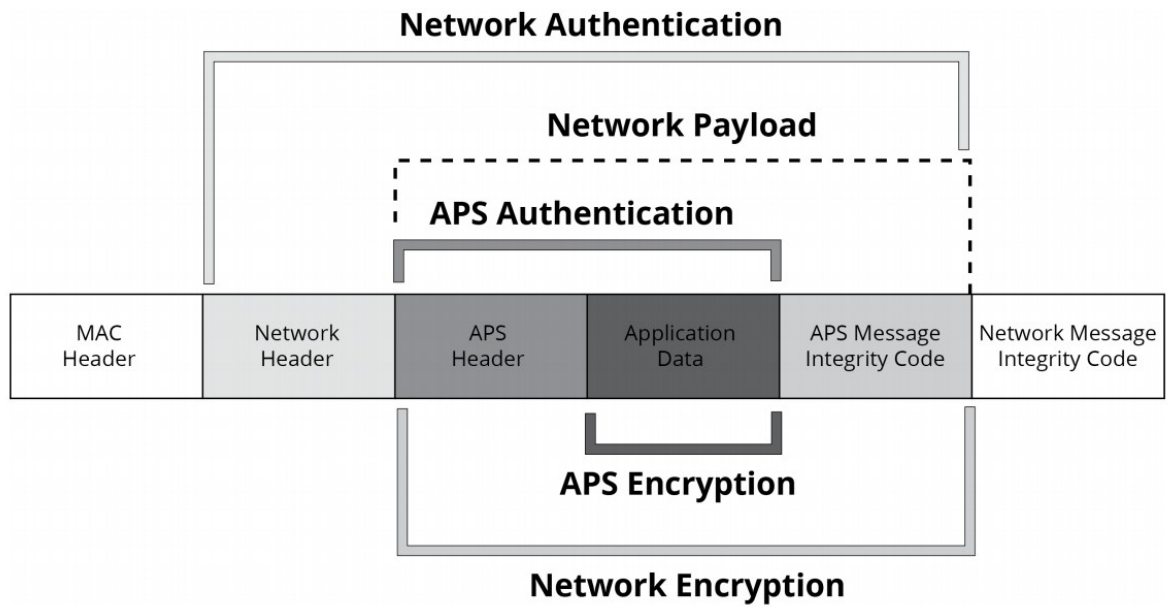 Network Authentication
Network Payload
APS Authentication
MAC
Header
Network
Header
APS
Header
Application
Data
APS Message
Integrity Code
Network Message
Integrity Code
APS Encryption
Network Encryption